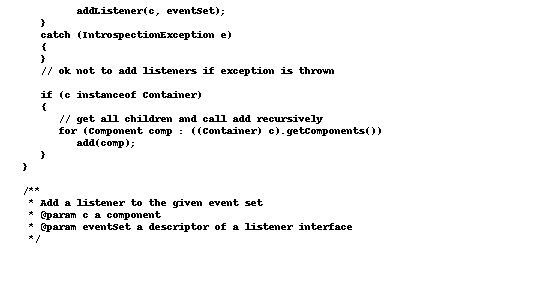 addListener(c, eventSet);
   }
   catch (IntrospectionException e)
   {
   }
   // ok not to add listeners if exception is thrown

   if (c instanceof Container)
   {
      // get all children and call add recursively
      for (Component comp : ((Container) c).getComponents())
         add(comp);
   }
}

/**
 * Add a listener to the given event set
 * @param c a component
 * @param eventSet a descriptor of a listener interface
 */